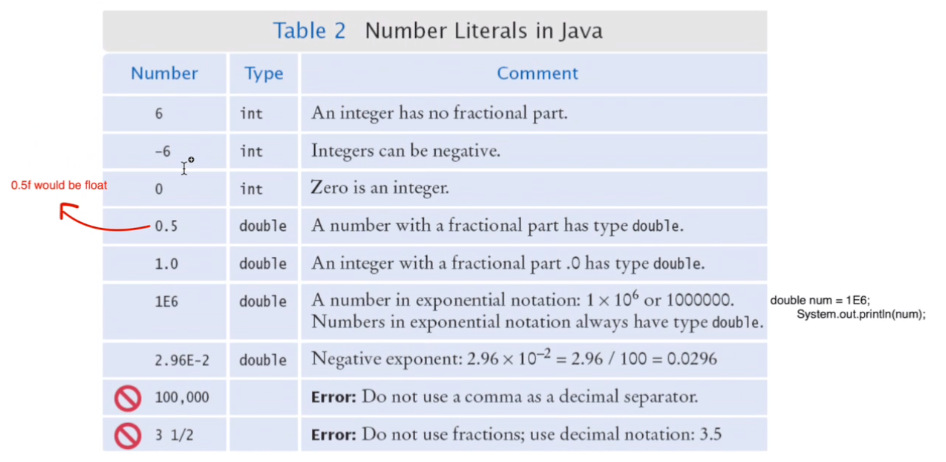 Table 2 Number Literals in Java
Number Type Comment
6 int An integer has no fractional part.
-6 int Integers can be negative.
0.5f would be float
0 int Zero is an integer.
0.5 double A number with a fractional part has type double.
1.0 double An integer with a fractional part .0 has type double.
1E6 double A number in exponential notation: 1 × 10⁶ or 1000000.
Numbers in exponential notation always have type double.
double num = 1E6;
System.out.println(num);
2.96E-2 double Negative exponent: 2.96 × 10⁻² = 2.96 / 100 = 0.0296
100,000 Error: Do not use a comma as a decimal separator.
3 1/2 Error: Do not use fractions; use decimal notation: 3.5